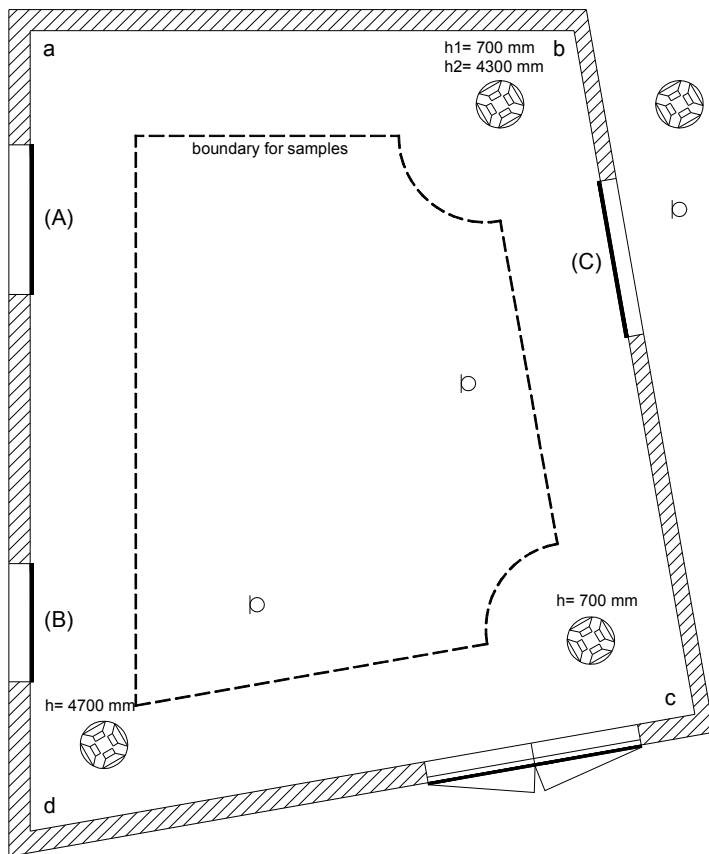 a
b
h1= 700 mm
h2= 4300 mm
boundary for samples
(A)
(C)
(B)
h= 700 mm
h= 4700 mm
c
d